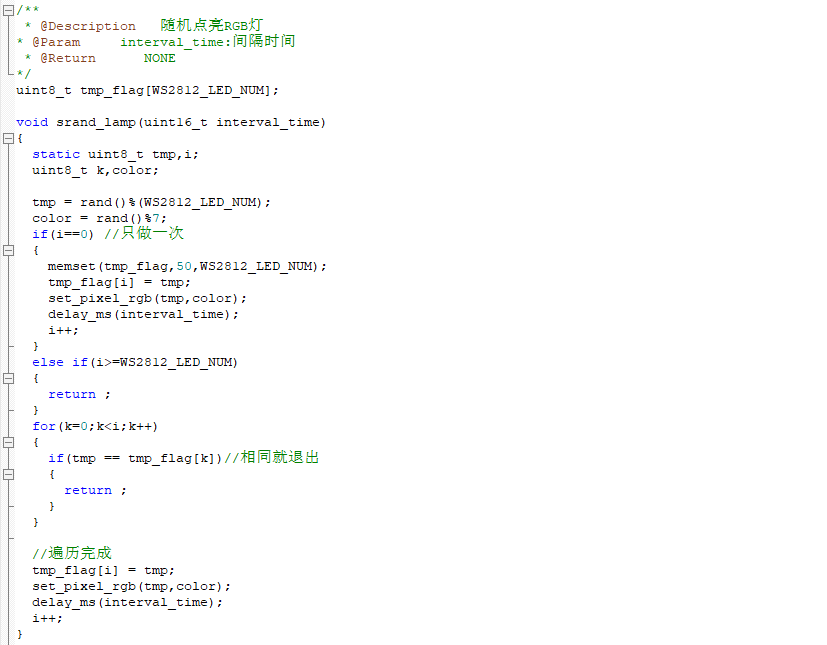 /**
 * @Description   随机点亮RGB灯
* @Param     interval_time:间隔时间
 * @Return      NONE
*/
uint8_t tmp_flag[WS2812_LED_NUM];

void srand_lamp(uint16_t interval_time)
{
  static uint8_t tmp,i;
  uint8_t k,color;

  tmp = rand()%(WS2812_LED_NUM);
  color = rand()%7;
  if(i==0) //只做一次
  {
    memset(tmp_flag,50,WS2812_LED_NUM);
    tmp_flag[i] = tmp;
    set_pixel_rgb(tmp,color);
    delay_ms(interval_time);
    i++;
  }
  else if(i>=WS2812_LED_NUM)
  {
    return ;
  }
  for(k=0;k<i;k++)
  {
    if(tmp == tmp_flag[k])//相同就退出
    {
      return ;
    }
  }

  //遍历完成
  tmp_flag[i] = tmp;
  set_pixel_rgb(tmp,color);
  delay_ms(interval_time);
  i++;
}